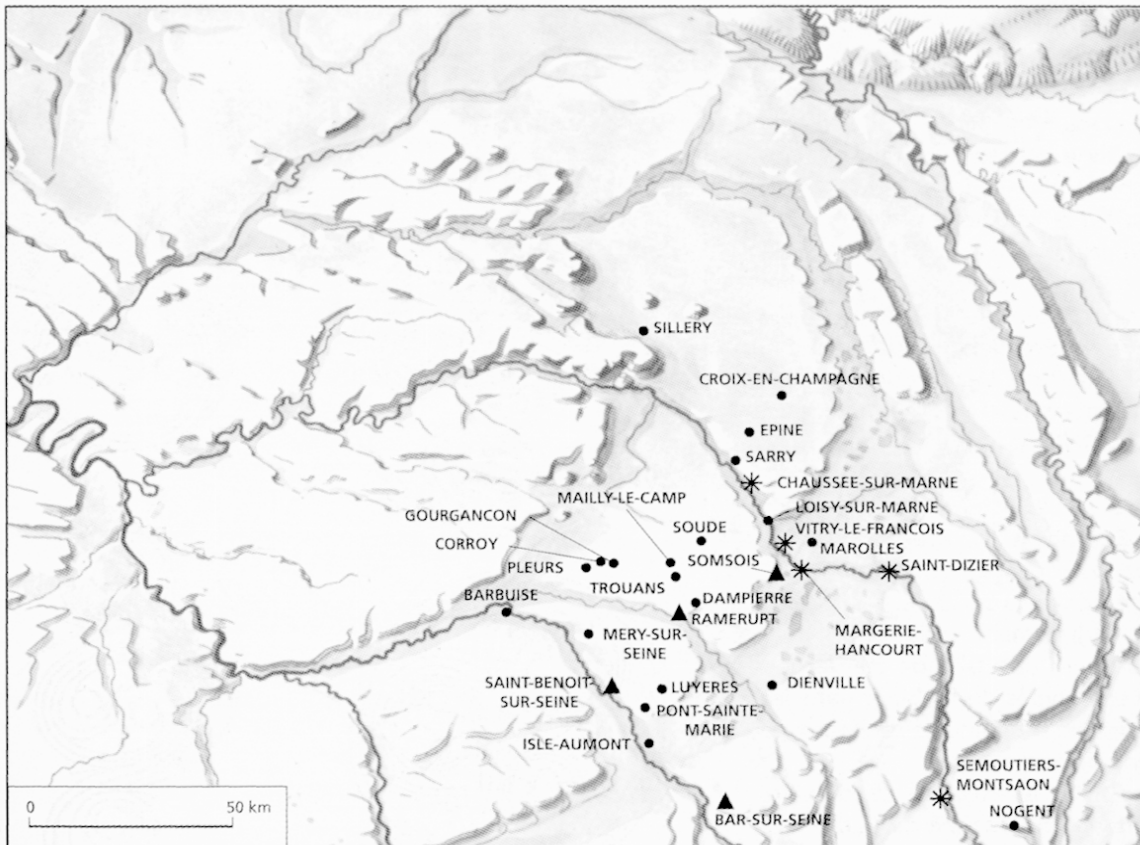 SILLERY
CROIX-EN-CHAMPAGNE
EPINE
SARRY
CHAUSSEE-SUR-MARNE
MAILLY-LE-CAMP
LOISY-SUR-MARNE
GOURGANCON
SOUDE
VITRY-LE-FRANCOIS
CORROY
MAROLLES
PLEURS
SOMSOIS
SAINT-DIZIER
TROUANS
BARBUISE
DAMPIERRE
RAMERUPT
MERY-SUR-
SEINE
MARGERIE-
HANCOURT
SAINT-BENOIT-
SUR-SEINE
LUYERES
DIENVILLE
PONT-SAINTE-
MARIE
ISLE-AUMONT
SEMOUTIERS-
MONTSAON
NOGENT
BAR-SUR-SEINE
0 50 km